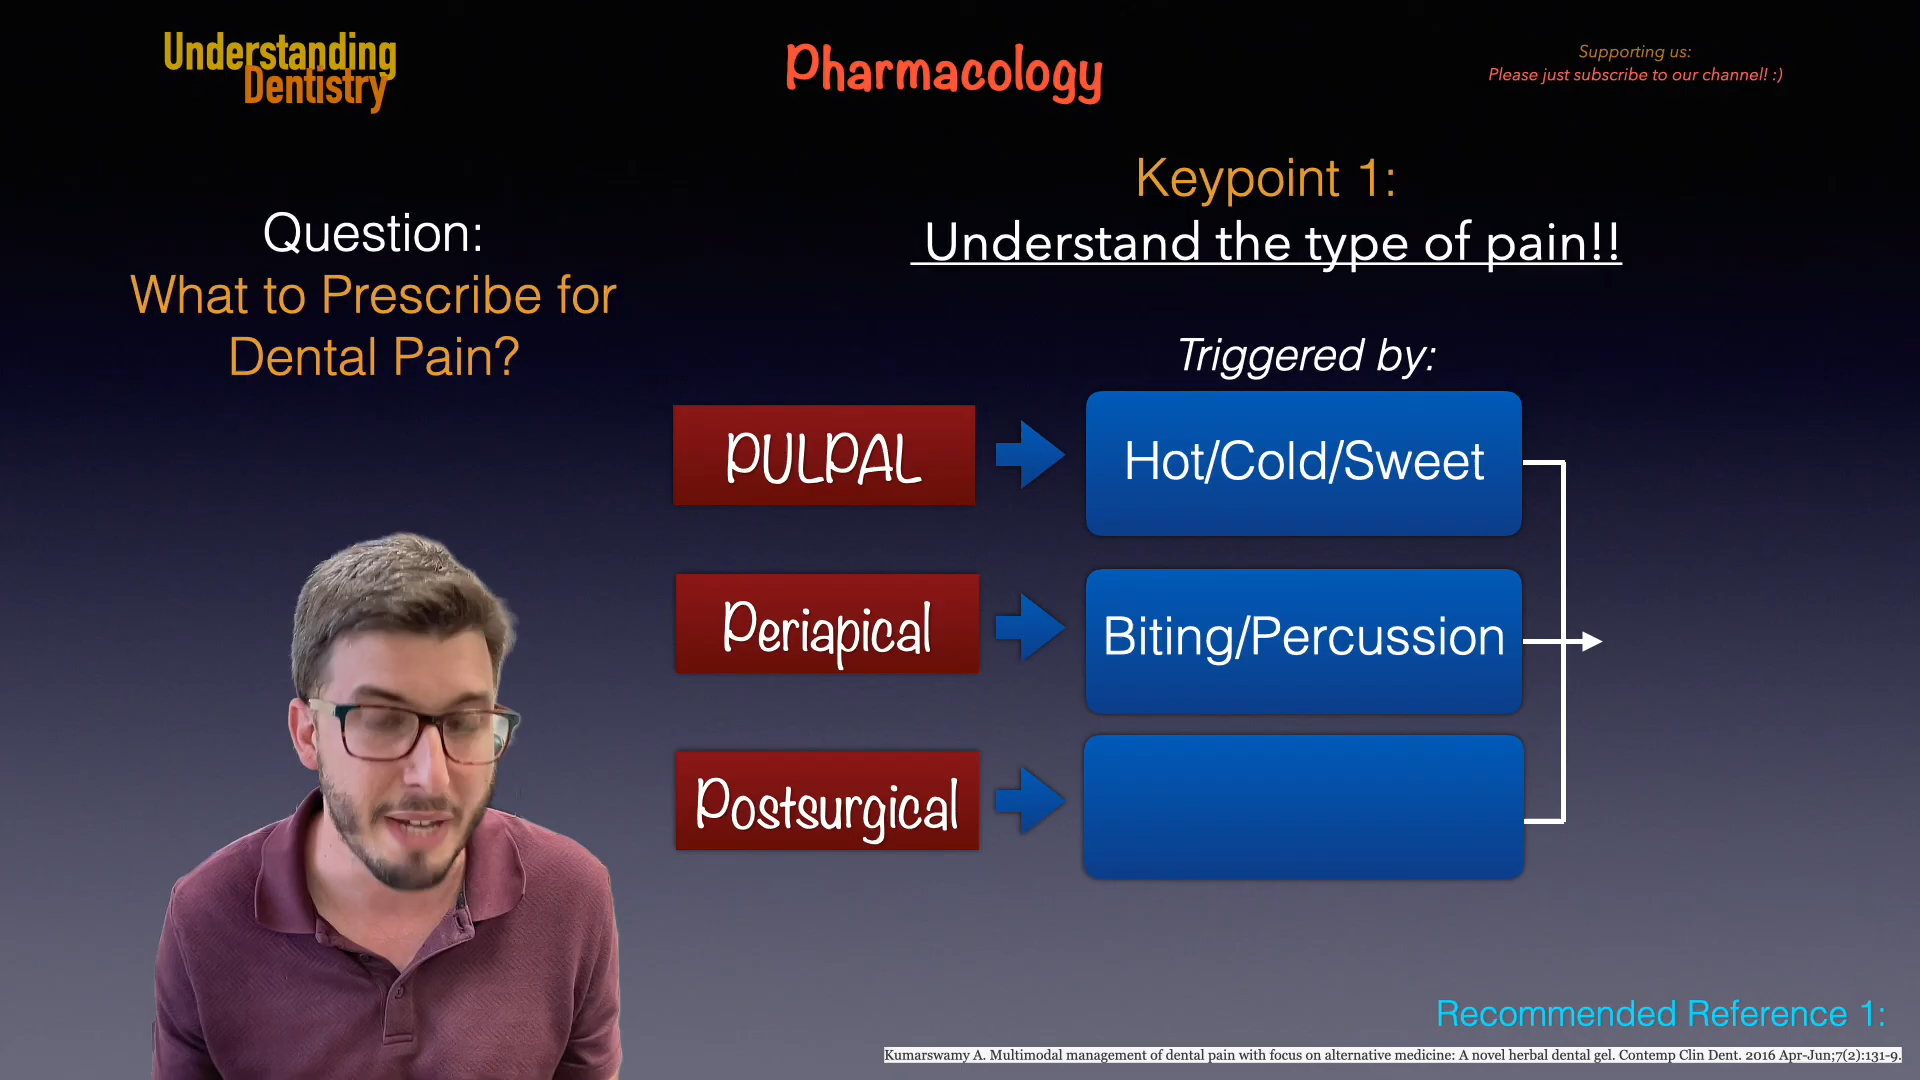 Understanding
Dentistry
Pharmacology
Supporting us:
Please just subscribe to our channel! :)
Question:
What to Prescribe for
Dental Pain?
Keypoint 1:
Understand the type of pain!!
Triggered by:
PULPAL
Hot/Cold/Sweet
Periapical
Biting/Percussion
Postsurgical
Recommended Reference 1:
Kumarswamy A. Multimodal management of dental pain with focus on alternative medicine: A novel herbal dental gel. Contemp Clin Dent. 2016 Apr-Jun;7(2):131-9.